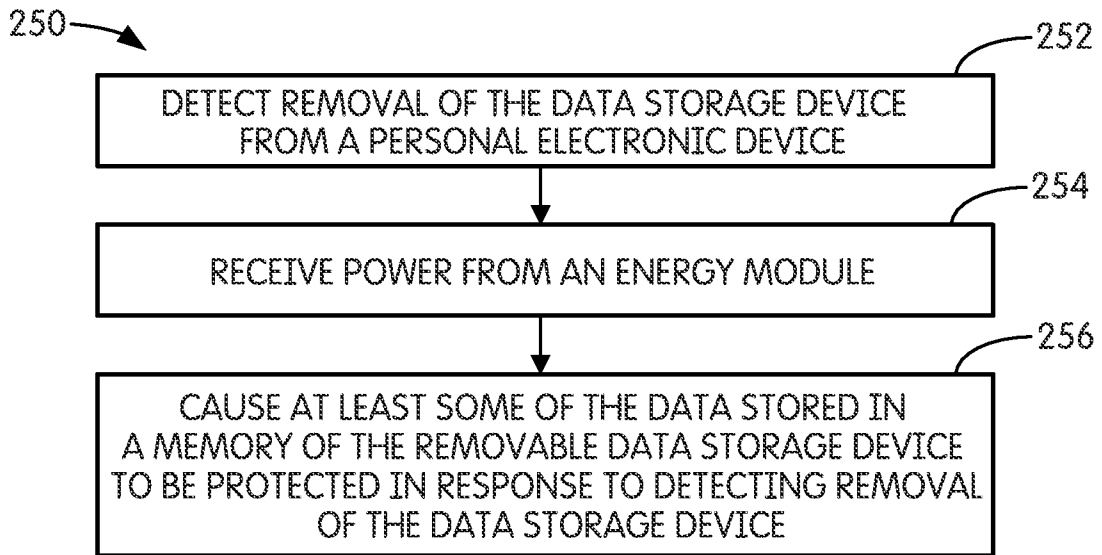 250
252
DETECT REMOVAL OF THE DATA STORAGE DEVICE
FROM A PERSONAL ELECTRONIC DEVICE
254
RECEIVE POWER FROM AN ENERGY MODULE
256
CAUSE AT LEAST SOME OF THE DATA STORED IN
A MEMORY OF THE REMOVABLE DATA STORAGE DEVICE
TO BE PROTECTED IN RESPONSE TO DETECTING REMOVAL
OF THE DATA STORAGE DEVICE